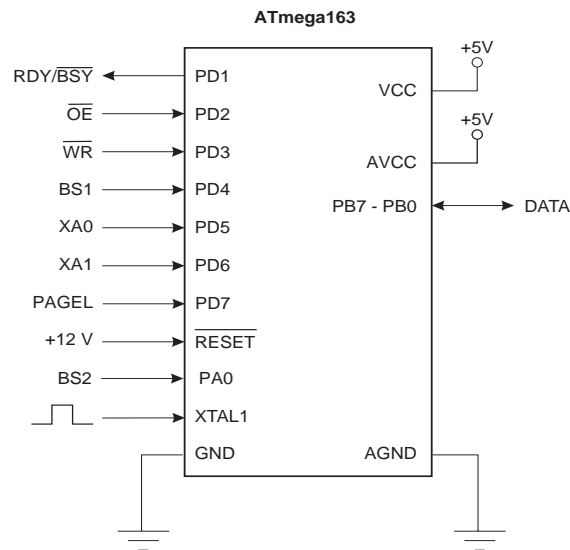 ATmega163
+5V
RDY/BSY PD1
VCC
OE PD2
+5V
WR PD3
AVCC
BS1 PD4
PB7 - PB0 DATA
XA0 PD5
XA1 PD6
PAGEL PD7
+12 V RESET
BS2 PA0
XTAL1
GND AGND